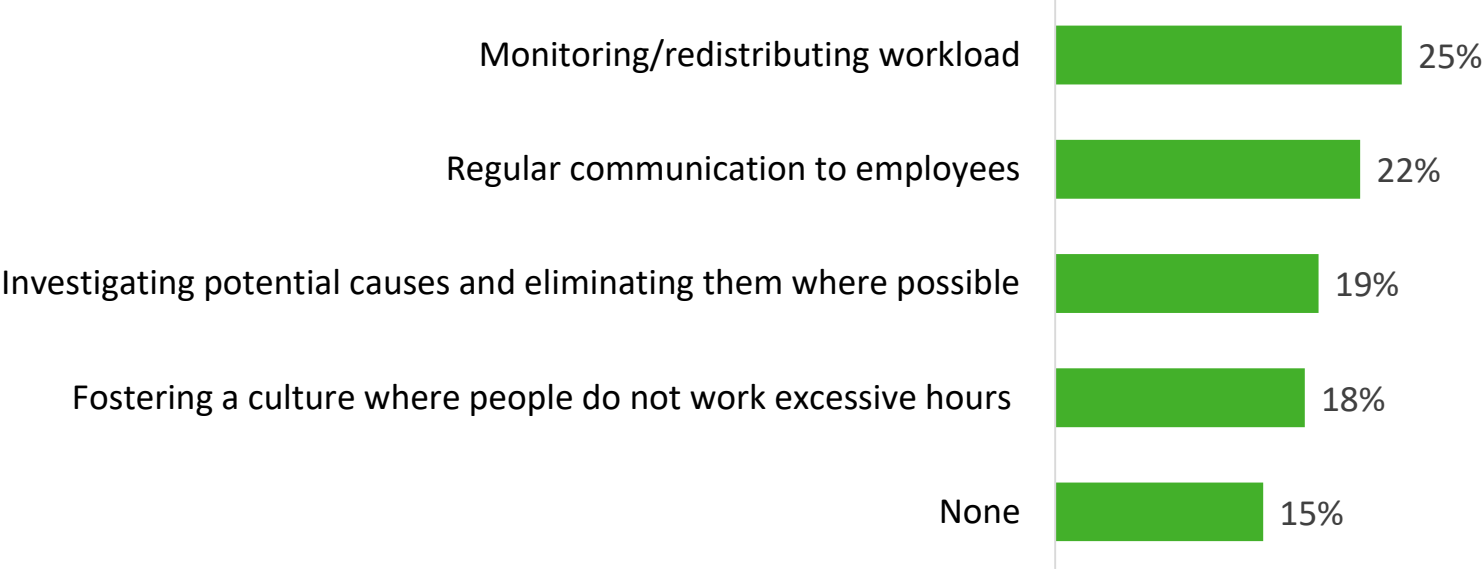 Monitoring/redistributing workload 25%
Regular communication to employees 22%
Investigating potential causes and eliminating them where possible 19%
Fostering a culture where people do not work excessive hours 18%
None 15%